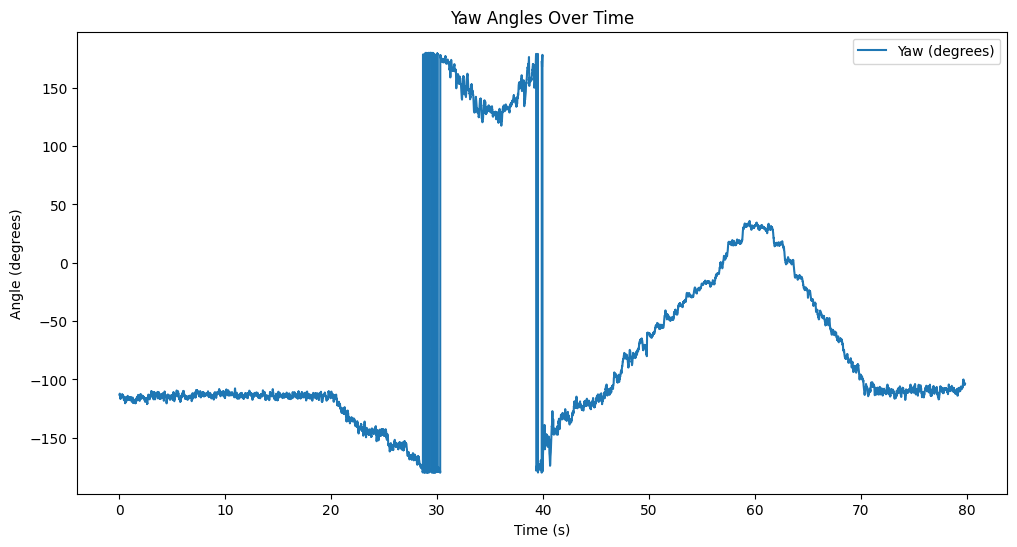 Yaw Angles Over Time
Yaw (degrees)
150
100
50
0
−50
−100
−150
Angle (degrees)
0 10 20 30 40 50 60 70 80
Time (s)